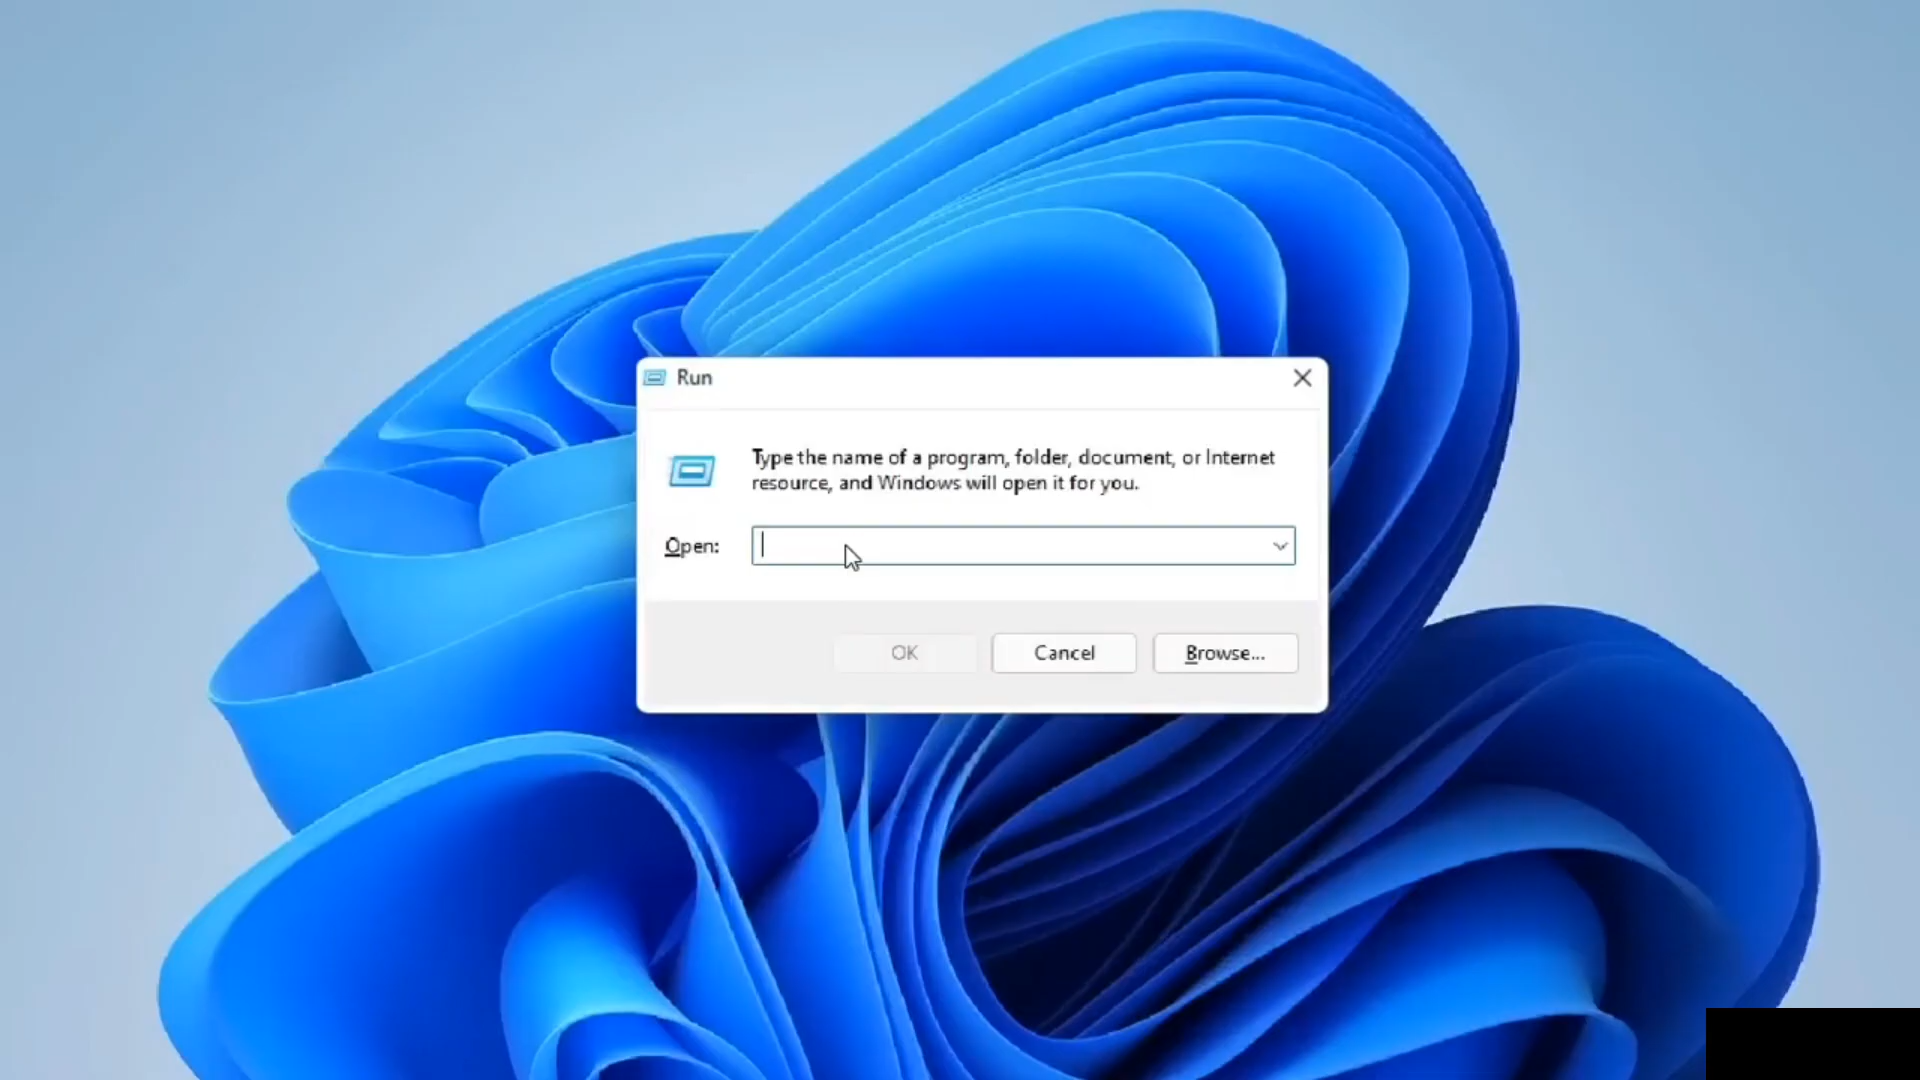 Run
Type the name of a program, folder, document, or Internet
resource, and Windows will open it for you.
Open:
OK
Cancel
Browse...